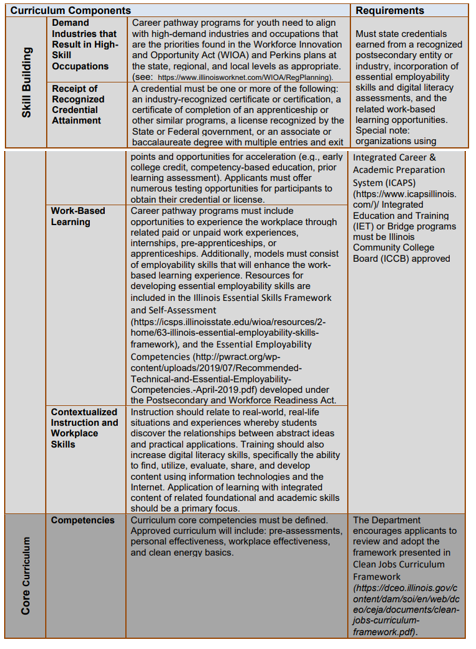 Curriculum Components
Requirements
Skill Building
Demand
Industries that
Result in High-
Skill
Occupations
Career pathway programs for youth need to align
with high-demand industries and occupations that
are the priorities found in the Workforce Innovation
and Opportunity Act (WIOA) and Perkins plans at
the state, regional, and local levels as appropriate.
(see: https://www.illinoisworknet.com/WIOA/RegPlanning).
Must state credentials
earned from a recognized
postsecondary entity or
industry, incorporation of
essential employability
skills and digital literacy
assessments, and the
related work-based
learning opportunities.
Special note:
organizations using
Receipt of
Recognized
Credential
Attainment
A credential must be one or more of the following:
an industry-recognized certificate or certification, a
certificate of completion of an apprenticeship or
other similar programs, a license recognized by the
State or Federal government, or an associate or
baccalaureate degree with multiple entries and exit
points and opportunities for acceleration (e.g., early
college credit, competency-based education, prior
learning assessment). Applicants must offer
numerous testing opportunities for participants to
obtain their credential or license.
Integrated Career &
Academic Preparation
System (ICAPS)
(https://www.icapsillinois.
com/)/ Integrated
Education and Training
(IET) or Bridge programs
must be Illinois
Community College
Board (ICCB) approved
Work-Based
Learning
Career pathway programs must include
opportunities to experience the workplace through
related paid or unpaid work experiences,
internships, pre-apprenticeships, or
apprenticeships. Additionally, models must consist
of employability skills that will enhance the work-
based learning experience. Resources for
developing essential employability skills are
included in the Illinois Essential Skills Framework
and Self-Assessment
(https://icsps.illinoisstate.edu/wioa/resources/2-
home/63-illinois-essential-employability-skills-
framework), and the Essential Employability
Competencies (http://pwract.org/wp-
content/uploads/2019/07/Recommended-
Technical-and-Essential-Employability-
Competencies.-April-2019.pdf) developed under
the Postsecondary and Workforce Readiness Act.
Contextualized
Instruction and
Workplace
Skills
Instruction should relate to real-world, real-life
situations and experiences whereby students
discover the relationships between abstract ideas
and practical applications. Training should also
increase digital literacy skills, specifically the ability
to find, utilize, evaluate, share, and develop
content using information technologies and the
Internet. Application of learning with integrated
content of related foundational and academic skills
should be a primary focus.
Core Curriculum
Competencies
Curriculum core competencies must be defined.
Approved curriculum will include: pre-assessments,
personal effectiveness, workplace effectiveness,
and clean energy basics.
The Department
encourages applicants to
review and adopt the
framework presented in
Clean Jobs Curriculum
Framework
(https://dceo.illinois.gov/c
ontent/dam/soi/en/web/dc
eo/ceja/documents/clean-
jobs-curriculum-
framework.pdf).